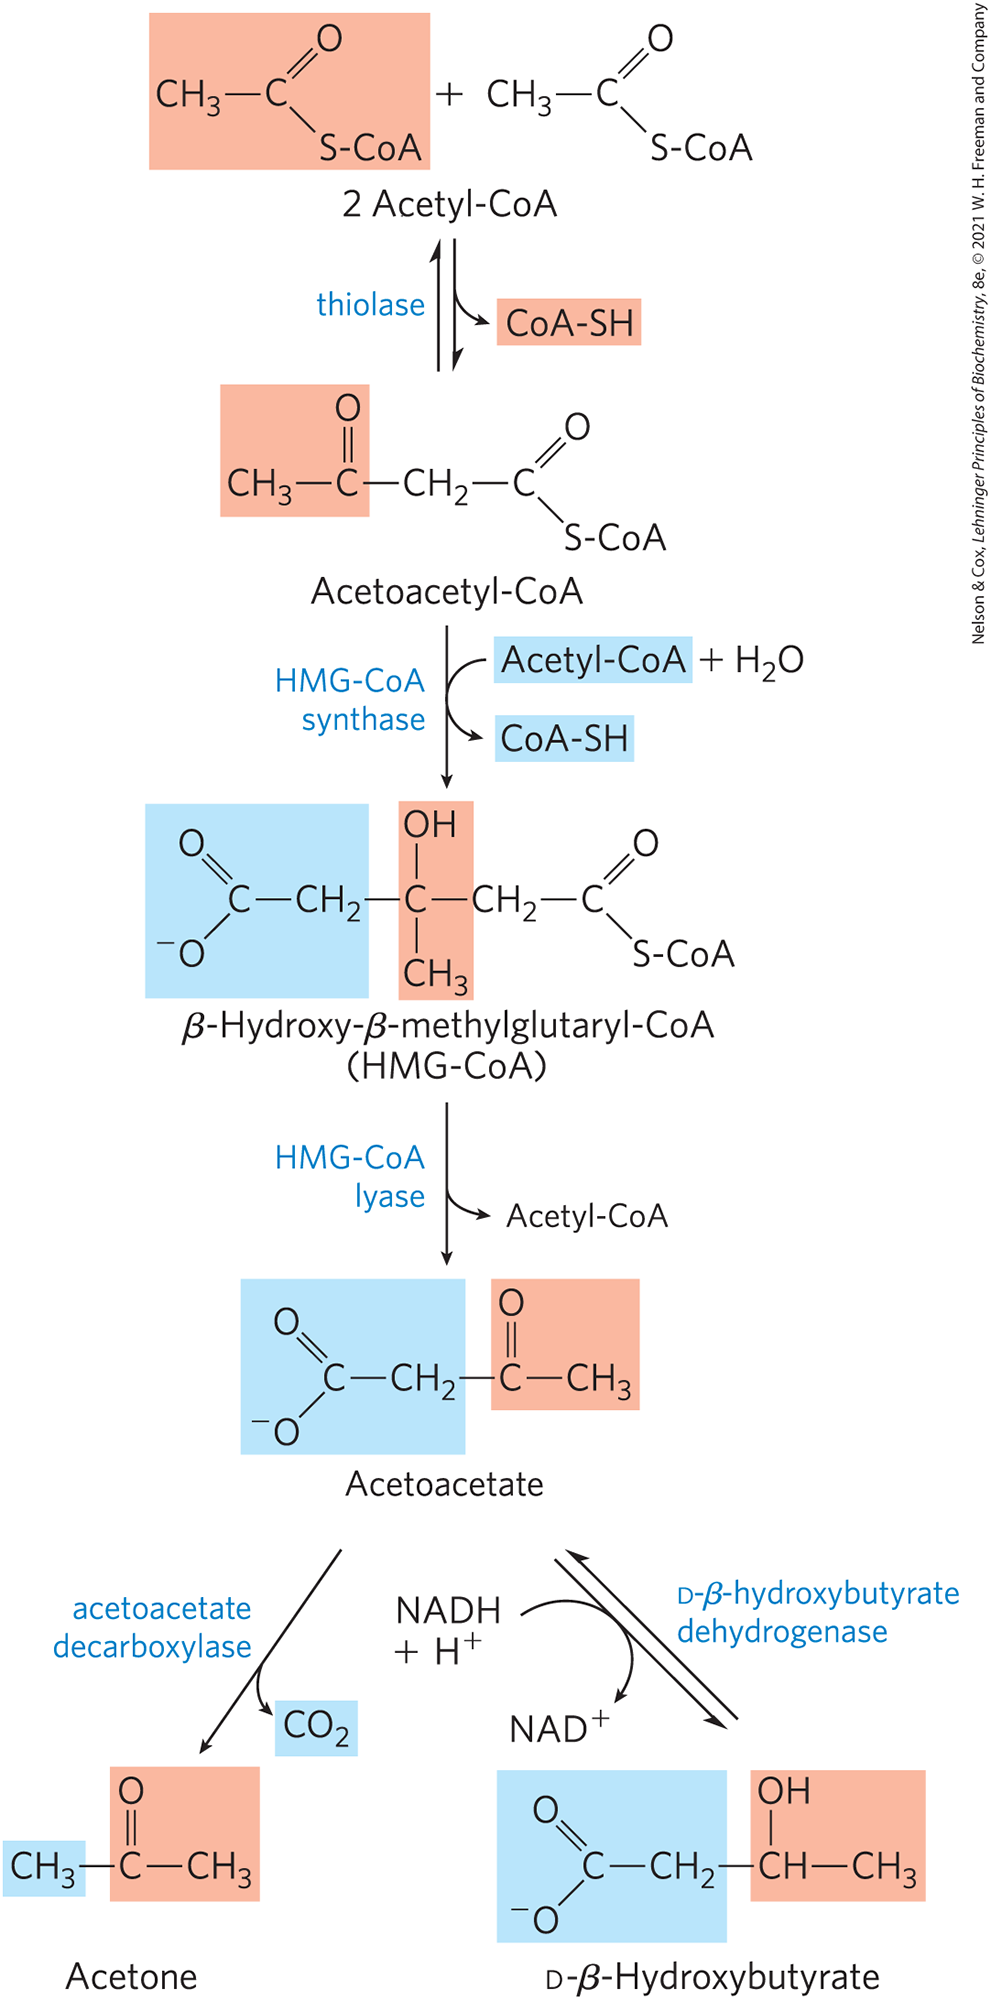 CH₃—C
O
S-CoA
+
CH₃—C
O
S-CoA
2 Acetyl-CoA
thiolase
CoA-SH
O
CH₃—C—CH₂—C
O
S-CoA
Acetoacetyl-CoA
HMG-CoA
synthase
Acetyl-CoA + H₂O
CoA-SH
O
⁻O
C—CH₂—C—CH₂—C
OH
CH₃
O
S-CoA
β-Hydroxy-β-methylglutaryl-CoA
(HMG-CoA)
HMG-CoA
lyase
Acetyl-CoA
O
⁻O
C—CH₂—C—CH₃
O
Acetoacetate
acetoacetate
decarboxylase
CO₂
NADH
+ H⁺
NAD⁺
D-β-hydroxybutyrate
dehydrogenase
O
CH₃—C—CH₃
Acetone
O
⁻O
C—CH₂—CH—CH₃
OH
D-β-Hydroxybutyrate
Nelson & Cox, Lehninger Principles of Biochemistry, 8e, © 2021 W. H. Freeman and Company